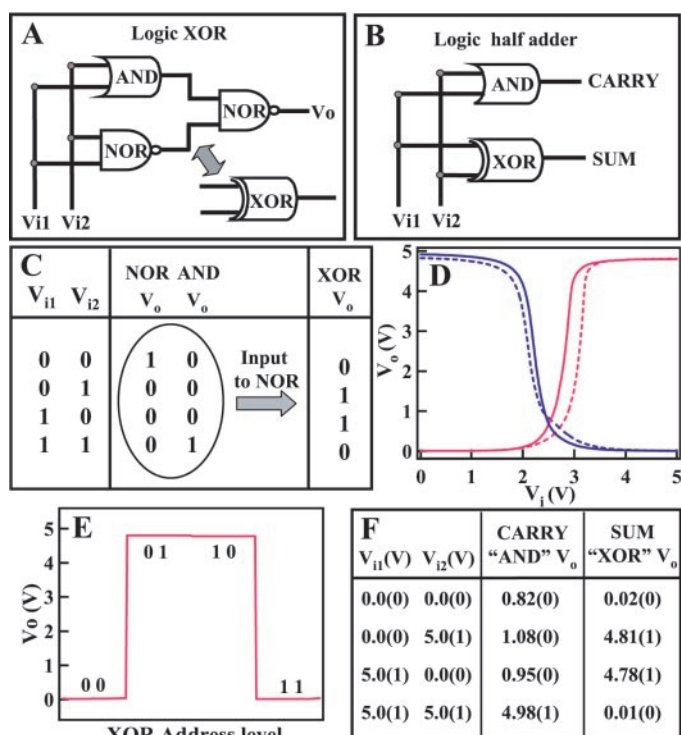 A
Logic XOR
AND
NOR
NOR
Vo
XOR
Vi1 Vi2
B
Logic half adder
AND
CARRY
XOR
SUM
Vi1 Vi2
C
NOR AND XOR
Vi1 Vi2 Vo Vo Vo
0 0 1 0 0
0 1 0 0 1
1 0 0 0 1
1 1 0 1 0
Input
to NOR
D
Vo(V)
5
4
3
2
1
0
0 1 2 3 4 5
Vi(V)
E
Vo (V)
5
4
3
2
1
0
0 1 1 0
0 0
1 1
XOR Address level
F
CARRY SUM
Vi1(V) Vi2(V) “AND” Vo “XOR” Vo
0.0(0) 0.0(0) 0.82(0) 0.02(0)
0.0(0) 5.0(1) 1.08(0) 4.81(1)
5.0(1) 0.0(0) 0.95(0) 4.78(1)
5.0(1) 5.0(1) 4.98(1) 0.01(0)